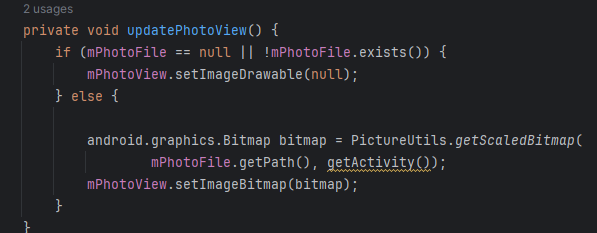 2 usages
private void updatePhotoView() {
    if (mPhotoFile == null || !mPhotoFile.exists()) {
        mPhotoView.setImageDrawable(null);
    } else {

        android.graphics.Bitmap bitmap = PictureUtils.getScaledBitmap(
                mPhotoFile.getPath(), getActivity());
        mPhotoView.setImageBitmap(bitmap);
    }
}